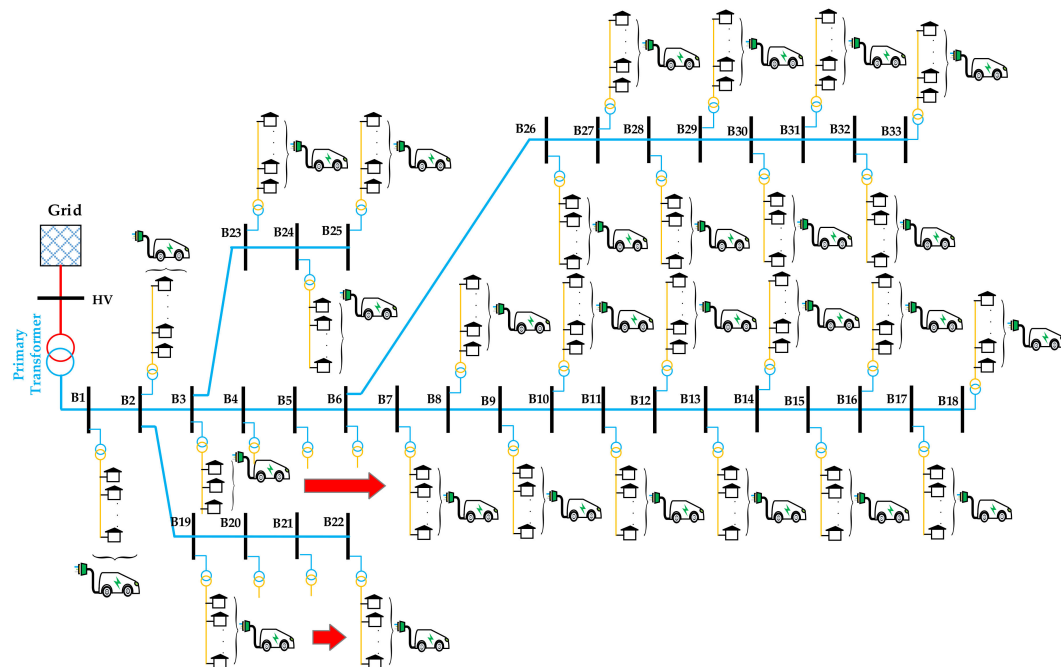 B26
B27
B28
B29
B30
B31
B32
B33
Grid
B23
B24
B25
HV
Primary
Transformer
B1
B2
B3
B4
B5
B6
B7
B8
B9
B10
B11
B12
B13
B14
B15
B16
B17
B18
B19
B20
B21
B22